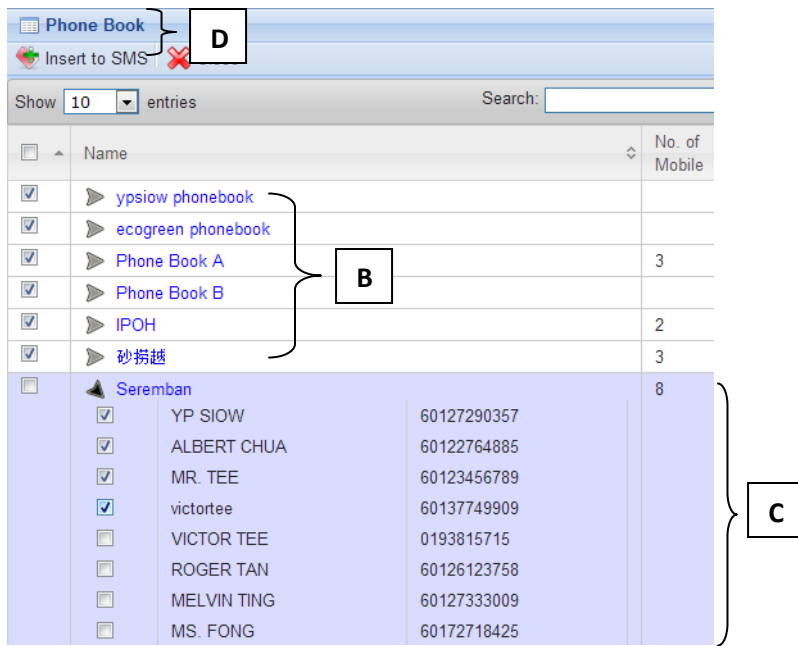 Phone Book
D
Insert to SMS
Show 10 entries Search:
Name No. of Mobile
ypsiow phonebook
ecogreen phonebook
Phone Book A 3
B
Phone Book B
IPOH 2
砂捞越 3
Seremban 8
YP SIOW 60127290357
ALBERT CHUA 60122764885
MR. TEE 60123456789
victortee 60137749909
C
VICTOR TEE 0193815715
ROGER TAN 60126123758
MELVIN TING 60127333009
MS. FONG 60172718425